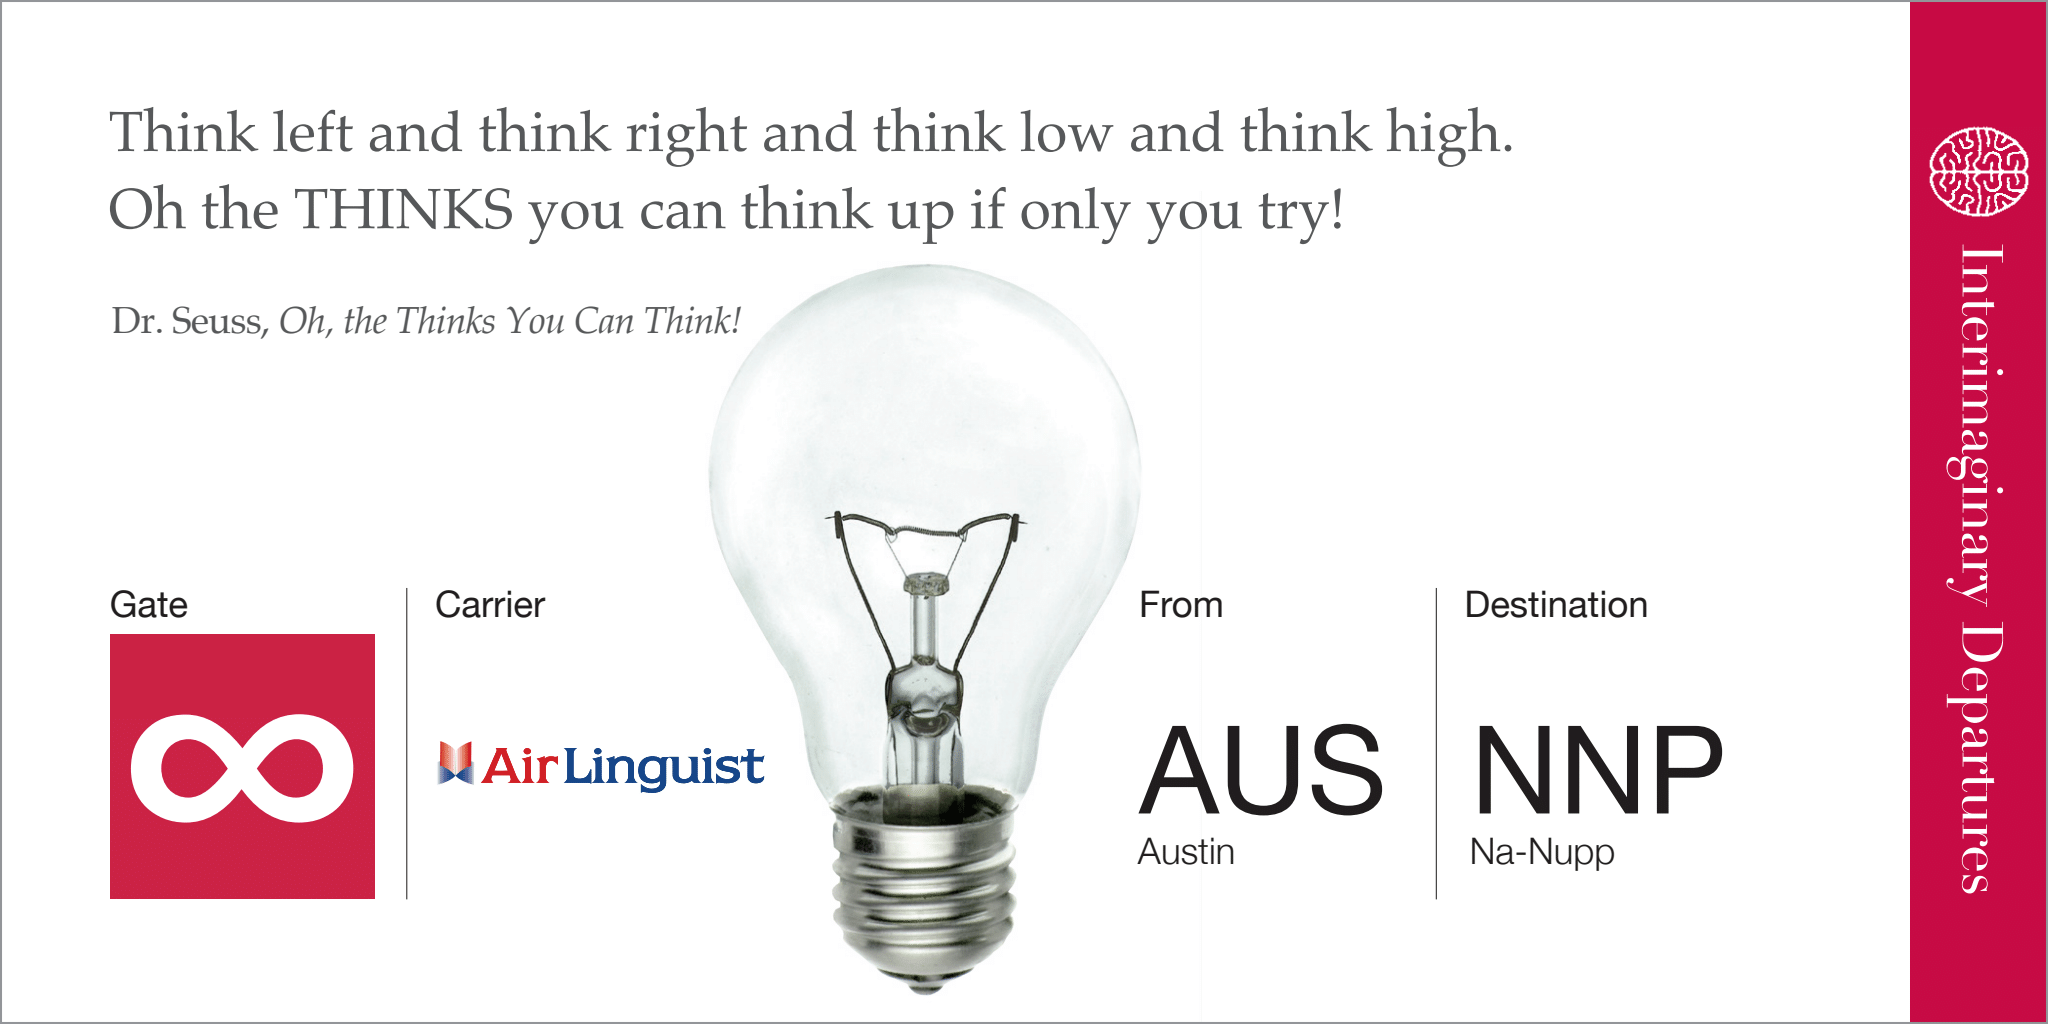 Think left and think right and think low and think high.
Oh the THINKS you can think up if only you try!
Dr. Seuss, Oh, the Thinks You Can Think!
Gate
∞
Carrier
Air Linguist
From
AUS
Austin
Destination
NNP
Na-Nupp
Interimaginary Departures